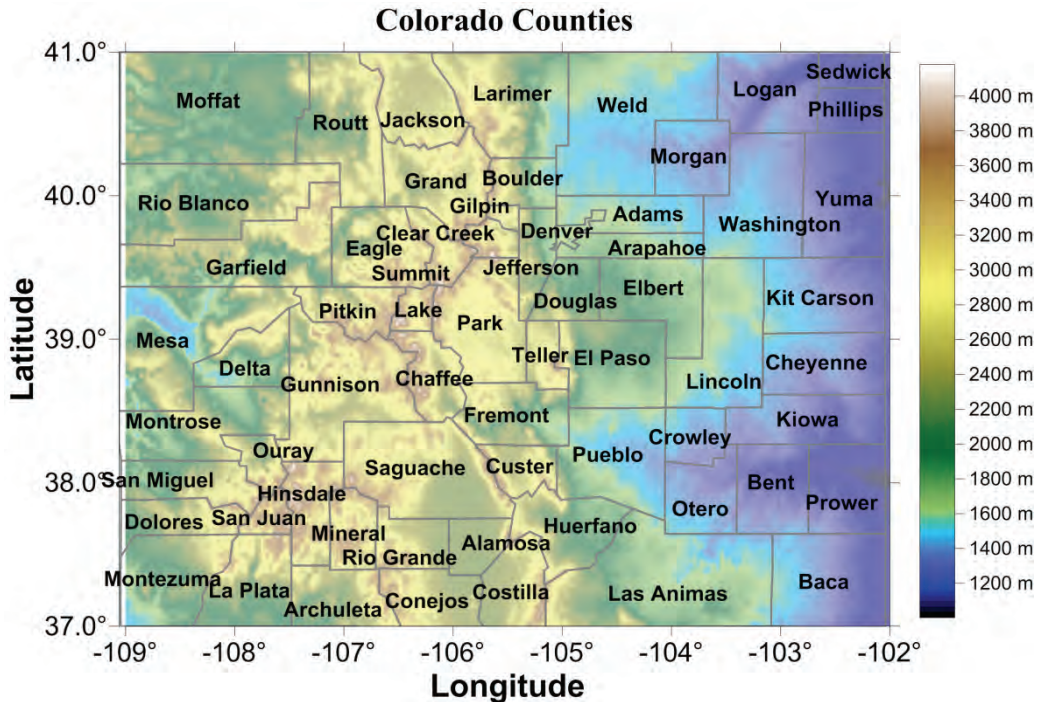 Colorado Counties
41.0°
40.0°
39.0°
38.0°
37.0°
Latitude
Moffat
Routt
Jackson
Larimer
Weld
Logan
Sedwick
Phillips
Morgan
Grand
Boulder
Gilpin
Rio Blanco
Yuma
Adams
Washington
Clear Creek
Denver
Eagle
Arapahoe
Garfield
Summit
Jefferson
Elbert
Douglas
Kit Carson
Pitkin
Lake
Park
Mesa
Teller
El Paso
Cheyenne
Delta
Gunnison
Chaffee
Lincoln
Montrose
Fremont
Kiowa
Crowley
Ouray
Saguache
Custer
Pueblo
San Miguel
Hinsdale
Bent
Otero
Prower
Dolores
San Juan
Mineral
Huerfano
Rio Grande
Alamosa
Montezuma
La Plata
Archuleta
Conejos
Costilla
Las Animas
Baca
-109°
-108°
-107°
-106°
-105°
-104°
-103°
-102°
Longitude
4000 m
3800 m
3600 m
3400 m
3200 m
3000 m
2800 m
2600 m
2400 m
2200 m
2000 m
1800 m
1600 m
1400 m
1200 m